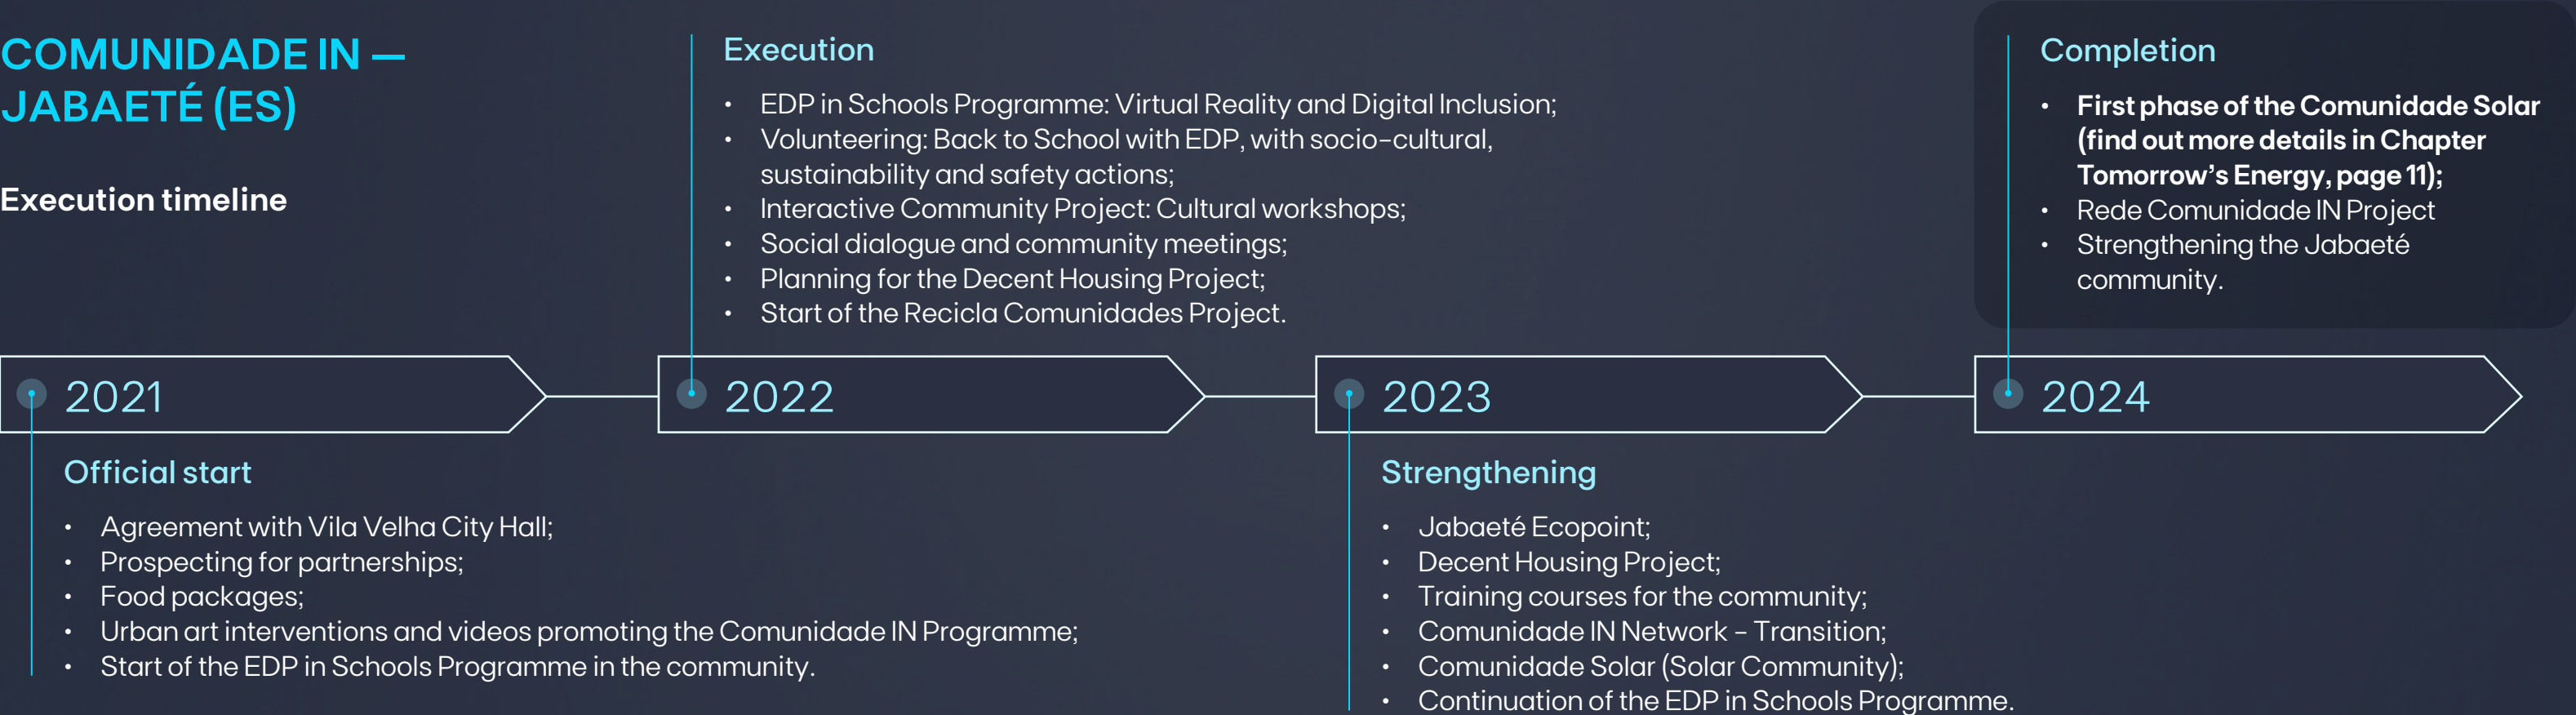 COMUNIDADE IN —
JABAETÉ (ES)
Execution timeline
Execution
• EDP in Schools Programme: Virtual Reality and Digital Inclusion;
• Volunteering: Back to School with EDP, with socio-cultural,
sustainability and safety actions;
• Interactive Community Project: Cultural workshops;
• Social dialogue and community meetings;
• Planning for the Decent Housing Project;
• Start of the Recicla Comunidades Project.
Completion
• First phase of the Comunidade Solar
(find out more details in Chapter
Tomorrow's Energy, page 11);
• Rede Comunidade IN Project
• Strengthening the Jabaeté
community.
2021
2022
2023
2024
Official start
• Agreement with Vila Velha City Hall;
• Prospecting for partnerships;
• Food packages;
• Urban art interventions and videos promoting the Comunidade IN Programme;
• Start of the EDP in Schools Programme in the community.
Strengthening
• Jabaeté Ecopoint;
• Decent Housing Project;
• Training courses for the community;
• Comunidade IN Network - Transition;
• Comunidade Solar (Solar Community);
• Continuation of the EDP in Schools Programme.